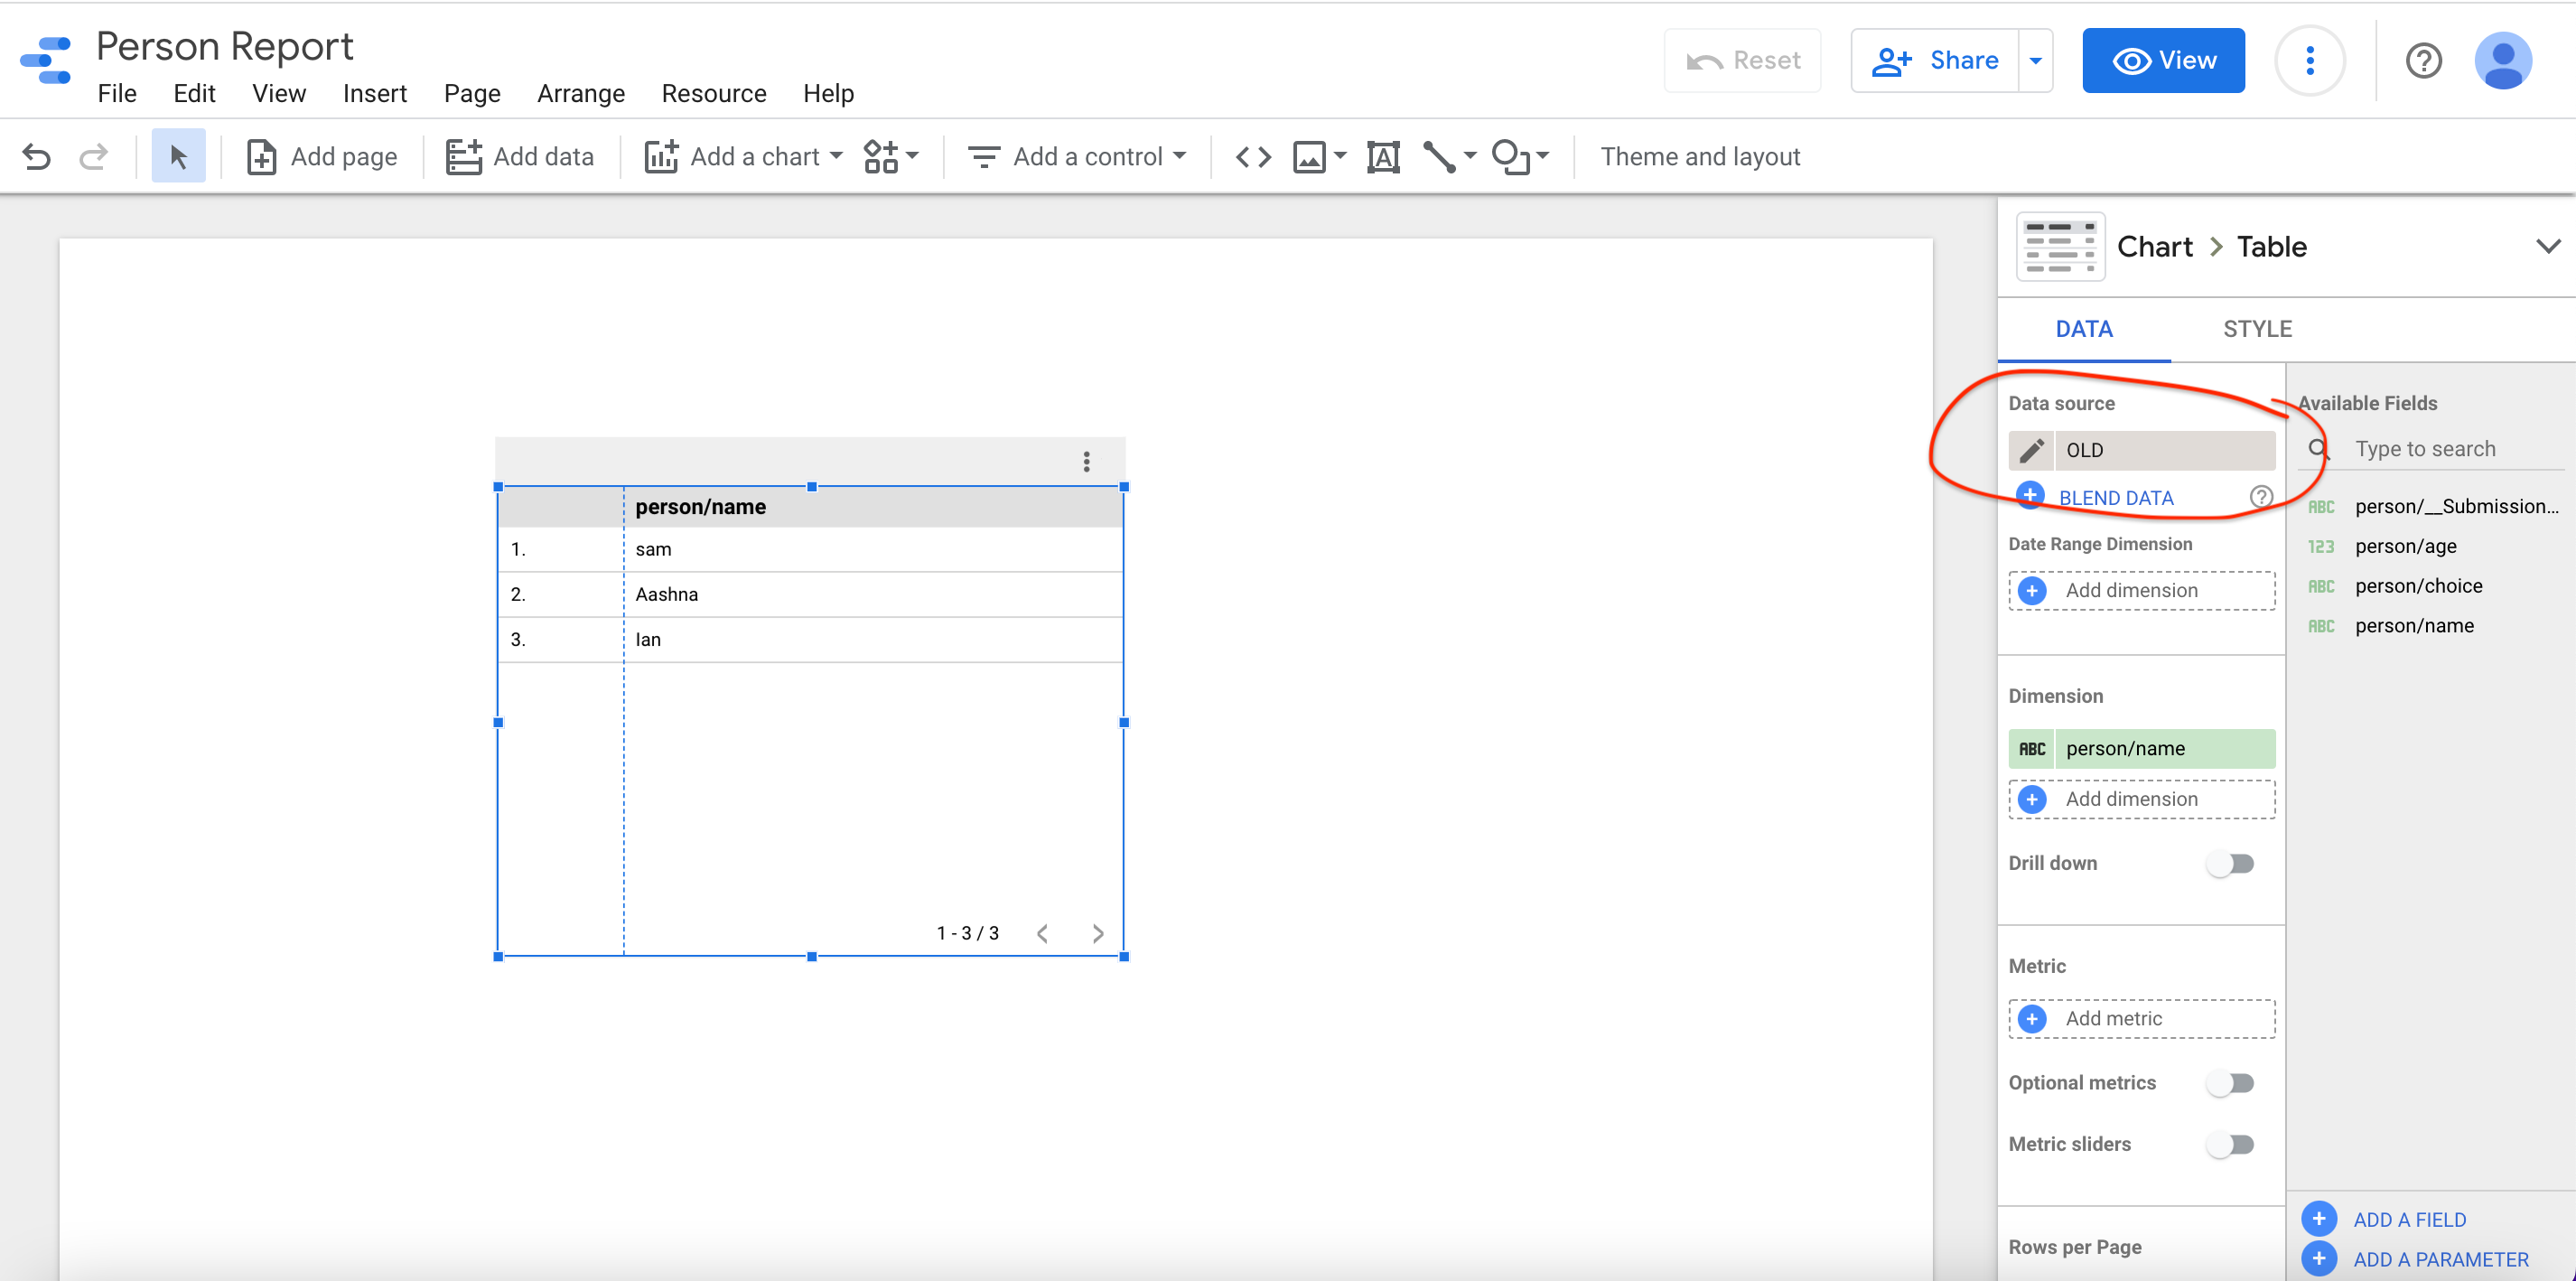 Person Report
File Edit View Insert Page Arrange Resource Help
Reset Share View
Add page Add data Add a chart Add a control Theme and layout
Chart > Table
DATA STYLE
Data source
OLD
BLEND DATA
Date Range Dimension
Add dimension
Dimension
ABC person/name
Add dimension
Drill down
Metric
Add metric
Optional metrics
Metric sliders
Rows per Page
Available Fields
Type to search
ABC person/__Submission...
123 person/age
ABC person/choice
ABC person/name
ADD A FIELD
ADD A PARAMETER
person/name
1. sam
2. Aashna
3. Ian
1 - 3 / 3